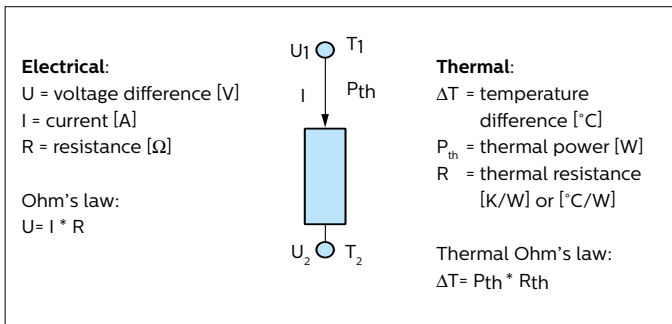 Electrical:
U = voltage difference [V]
I = current [A]
R = resistance [Ω]
Ohm's law:
U= I * R
U1 T1
I Pth
U2 T2
Thermal:
ΔT = temperature
difference [°C]
Pth = thermal power [W]
R = thermal resistance
[K/W] or [°C/W]
Thermal Ohm's law:
ΔT= Pth * Rth